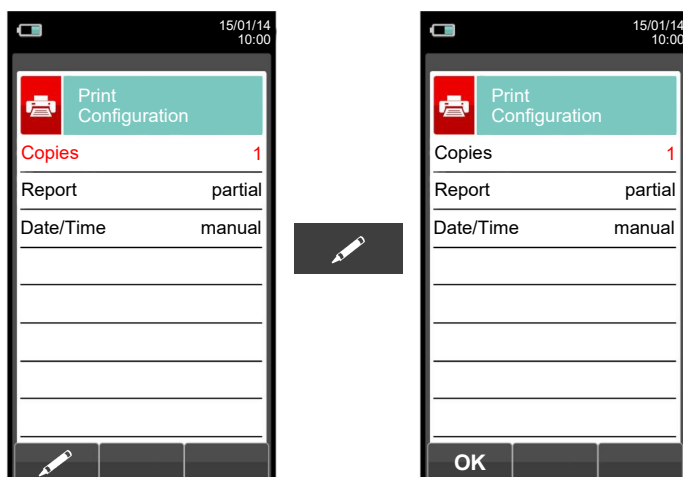 15/01/14
10:00
Print
Configuration
Copies 1
Report partial
Date/Time manual
15/01/14
10:00
Print
Configuration
Copies 1
Report partial
Date/Time manual
OK